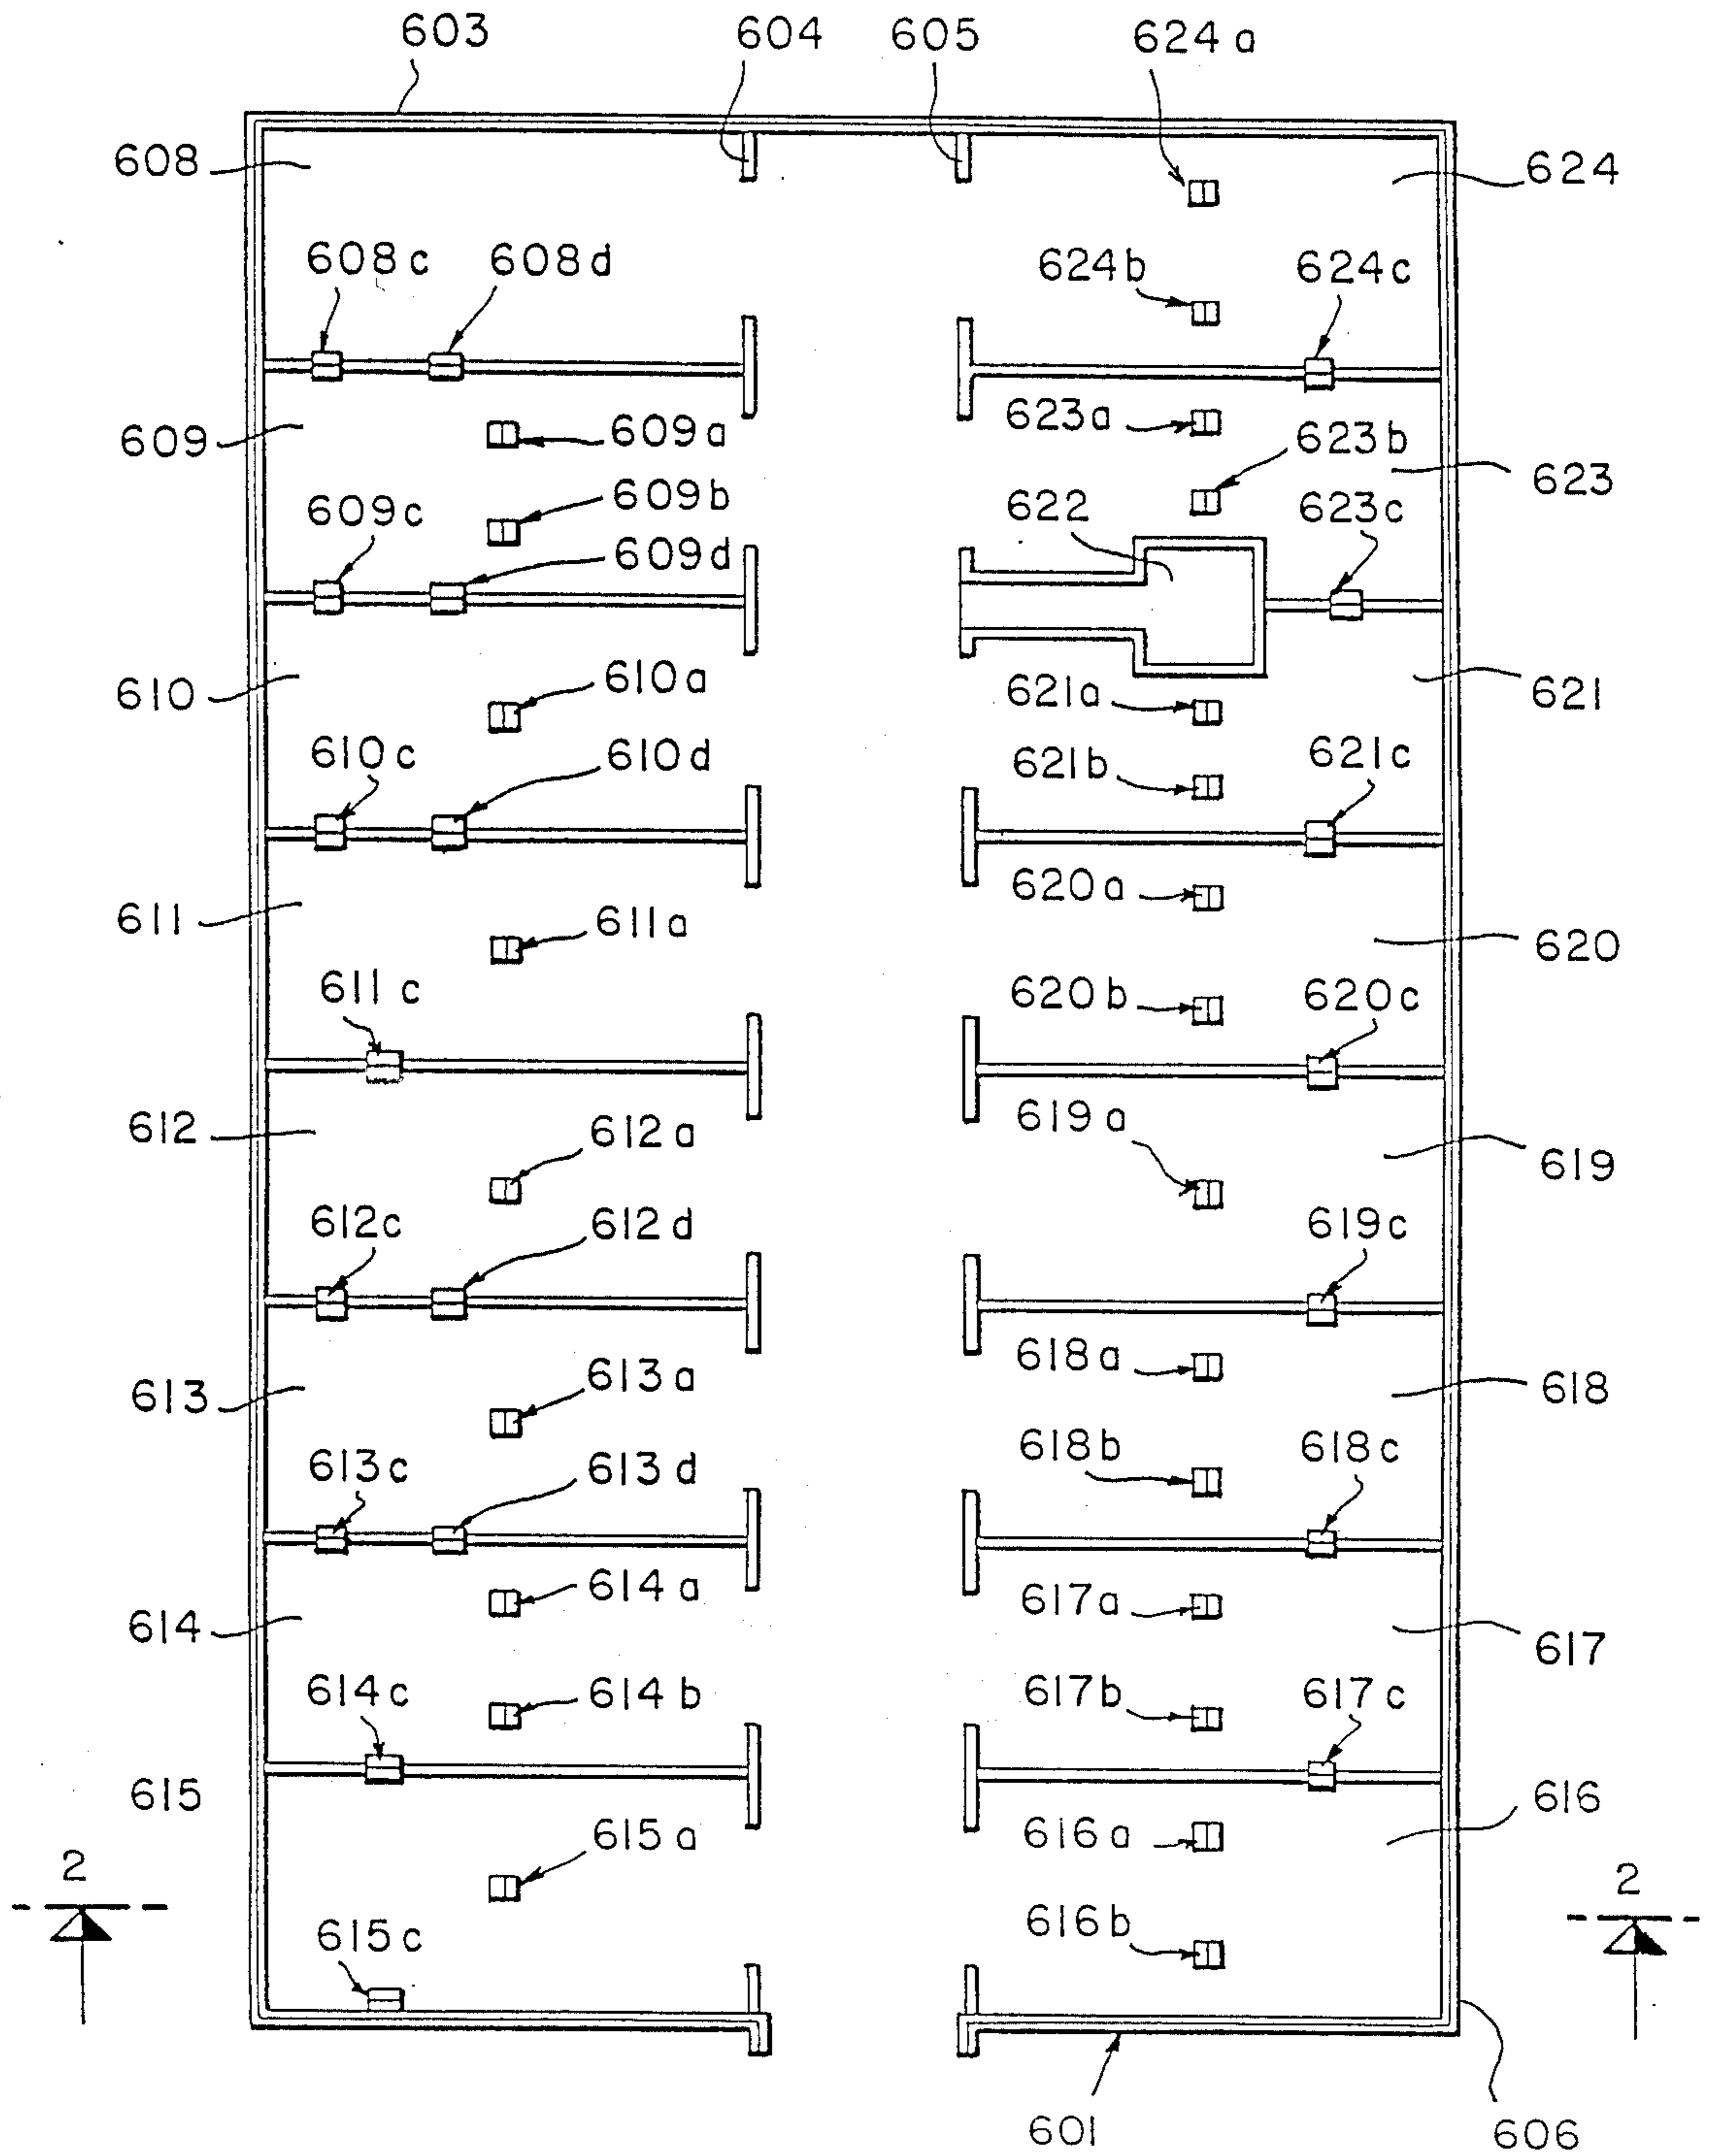 603 604 605 624a
608 624
608c 608d 624b 624c
609 609a 623a 623b
609c 609b 622 623
609d 623c
610 610a 621a 621
610c 610d 621b 621c
611 611a 620a 620
611c 620b 620c
612 612a 619a 619
612c 612d 619c
613 613a 618a 618
613c 613d 618b 618c
614 614a 617a 617
614c 614b 617b 617c
615 615a 616a 616
2 2
615c 616b
601 606